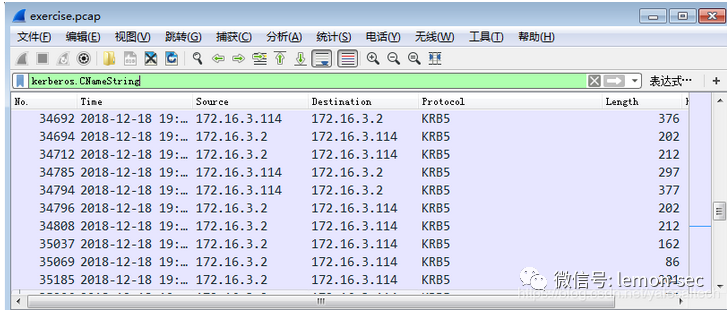 exercise.pcap
文件(F) 编辑(E) 视图(V) 跳转(G) 捕获(C) 分析(A) 统计(S) 电话(Y) 无线(W) 工具(T) 帮助(H)
kerberos.CNameString 表达式… +
No. Time Source Destination Protocol Length
34692 2018-12-18 19:… 172.16.3.114 172.16.3.2 KRB5 376
34694 2018-12-18 19:… 172.16.3.2 172.16.3.114 KRB5 202
34712 2018-12-18 19:… 172.16.3.2 172.16.3.114 KRB5 212
34785 2018-12-18 19:… 172.16.3.114 172.16.3.2 KRB5 297
34794 2018-12-18 19:… 172.16.3.114 172.16.3.2 KRB5 377
34796 2018-12-18 19:… 172.16.3.2 172.16.3.114 KRB5 202
34808 2018-12-18 19:… 172.16.3.2 172.16.3.114 KRB5 212
35037 2018-12-18 19:… 172.16.3.2 172.16.3.114 KRB5 162
35069 2018-12-18 19:… 172.16.3.2 172.16.3.114 KRB5 86
35185 2018-12-18 19:… 172.16.3.2 172.16.3.114 KRB5
微信号: lemon-sec